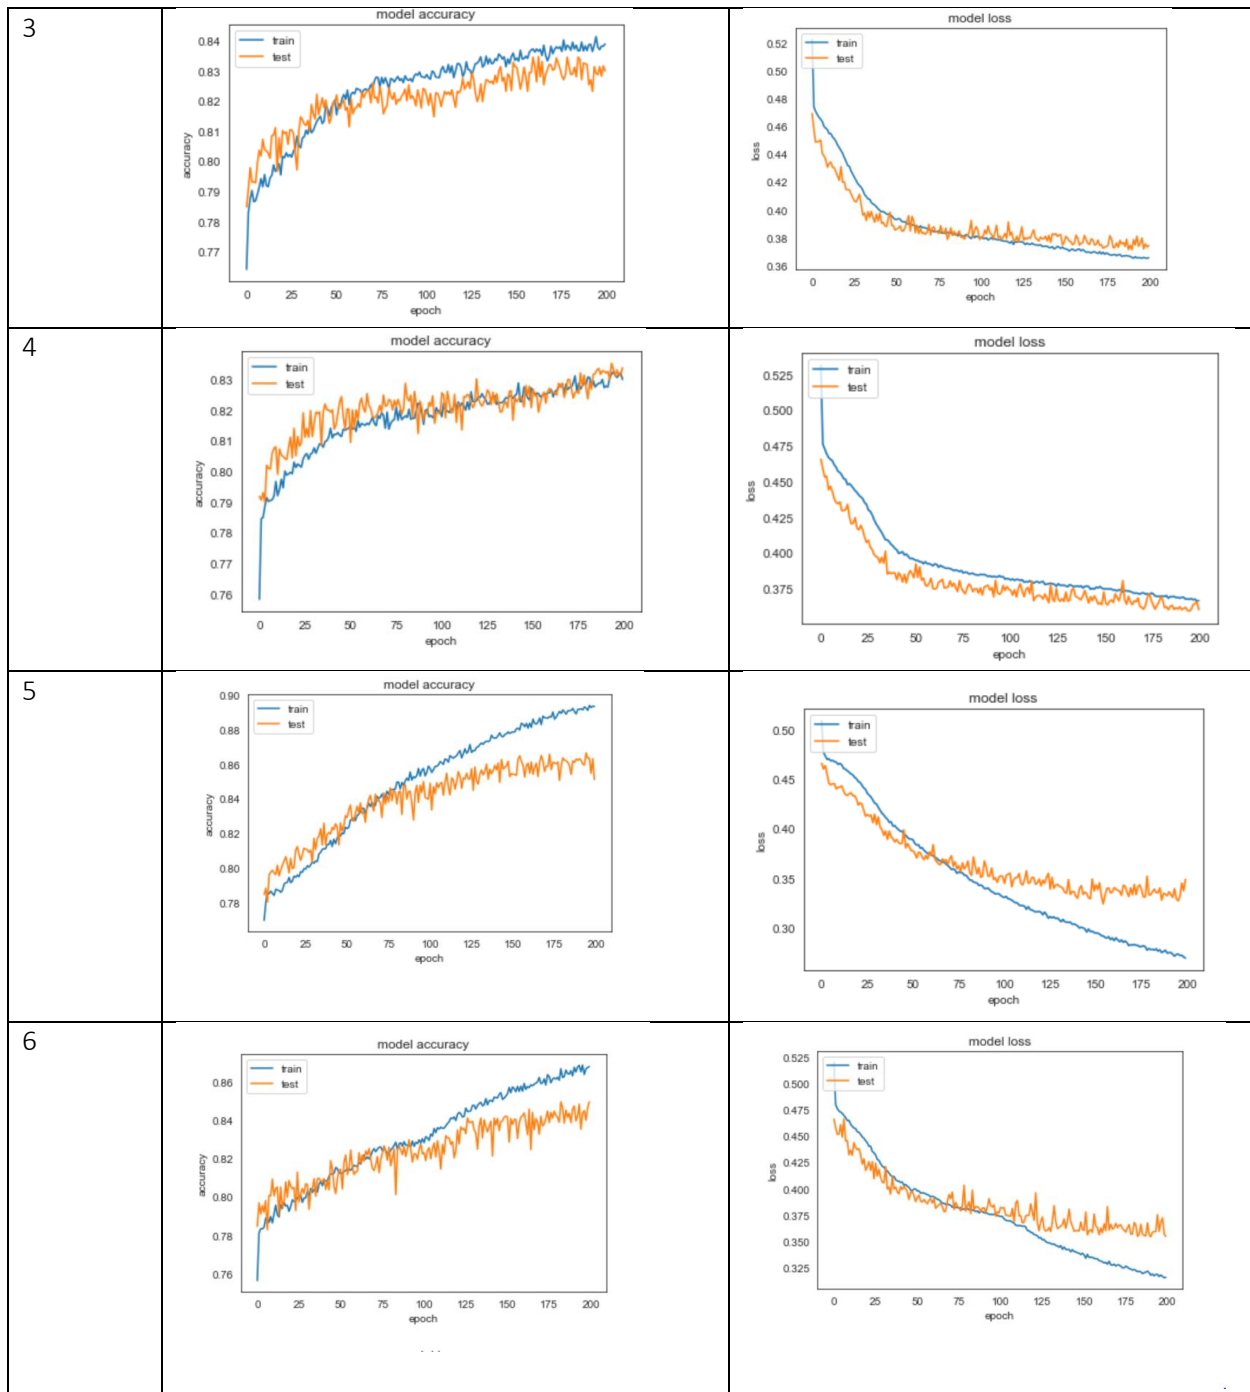 3
model accuracy
train
test
0.84
0.83
0.82
0.81
0.80
0.79
0.78
0.77
accuracy
0 25 50 75 100 125 150 175 200
epoch
model loss
train
test
0.52
0.50
0.48
0.46
0.44
0.42
0.40
0.38
0.36
loss
0 25 50 75 100 125 150 175 200
epoch
4
model accuracy
train
test
0.83
0.82
0.81
0.80
0.79
0.78
0.77
0.76
accuracy
0 25 50 75 100 125 150 175 200
epoch
model loss
train
test
0.525
0.500
0.475
0.450
0.425
0.400
0.375
loss
0 25 50 75 100 125 150 175 200
epoch
5
model accuracy
train
test
0.90
0.88
0.86
0.84
0.82
0.80
0.78
accuracy
0 25 50 75 100 125 150 175 200
epoch
model loss
train
test
0.50
0.45
0.40
0.35
0.30
loss
0 25 50 75 100 125 150 175 200
epoch
6
model accuracy
train
test
0.86
0.84
0.82
0.80
0.78
0.76
accuracy
0 25 50 75 100 125 150 175 200
epoch
model loss
train
test
0.525
0.500
0.475
0.450
0.425
0.400
0.375
0.350
0.325
loss
0 25 50 75 100 125 150 175 200
epoch